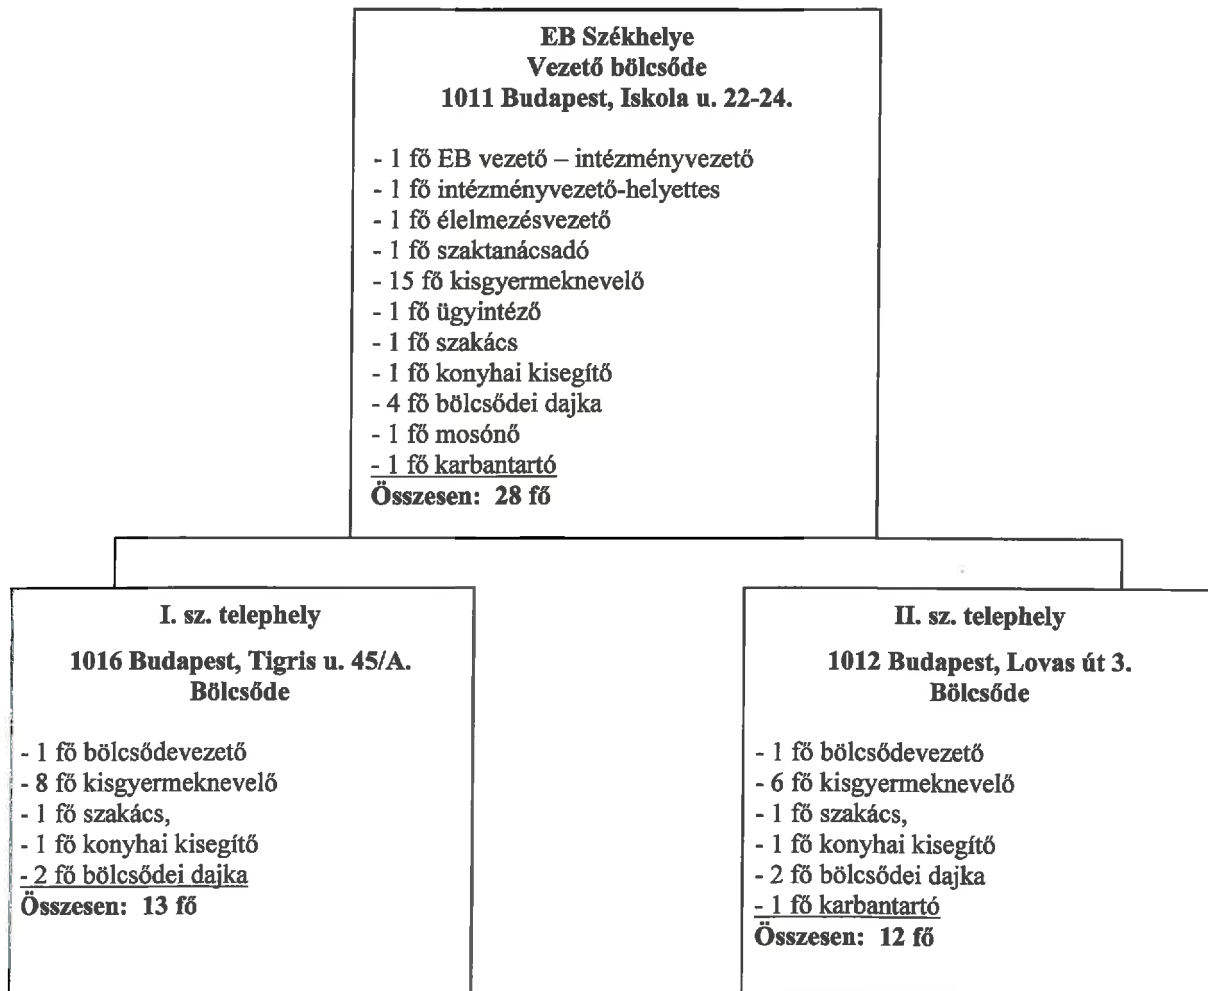 EB Székhelye
Vezető bölcsőde
1011 Budapest, Iskola u. 22-24.
- 1 fő EB vezető – intézményvezető
- 1 fő intézményvezető-helyettes
- 1 fő élelmezésvezető
- 1 fő szaktanácsadó
- 15 fő kisgyermeknevelő
- 1 fő ügyintéző
- 1 fő szakács
- 1 fő konyhai kisegítő
- 4 fő bölcsődei dajka
- 1 fő mosónő
- 1 fő karbantartó
Összesen: 28 fő
I. sz. telephely
1016 Budapest, Tigris u. 45/A.
Bölcsőde
- 1 fő bölcsődevezető
- 8 fő kisgyermeknevelő
- 1 fő szakács,
- 1 fő konyhai kisegítő
- 2 fő bölcsődei dajka
Összesen: 13 fő
II. sz. telephely
1012 Budapest, Lovas út 3.
Bölcsőde
- 1 fő bölcsődevezető
- 6 fő kisgyermeknevelő
- 1 fő szakács,
- 1 fő konyhai kisegítő
- 2 fő bölcsődei dajka
- 1 fő karbantartó
Összesen: 12 fő